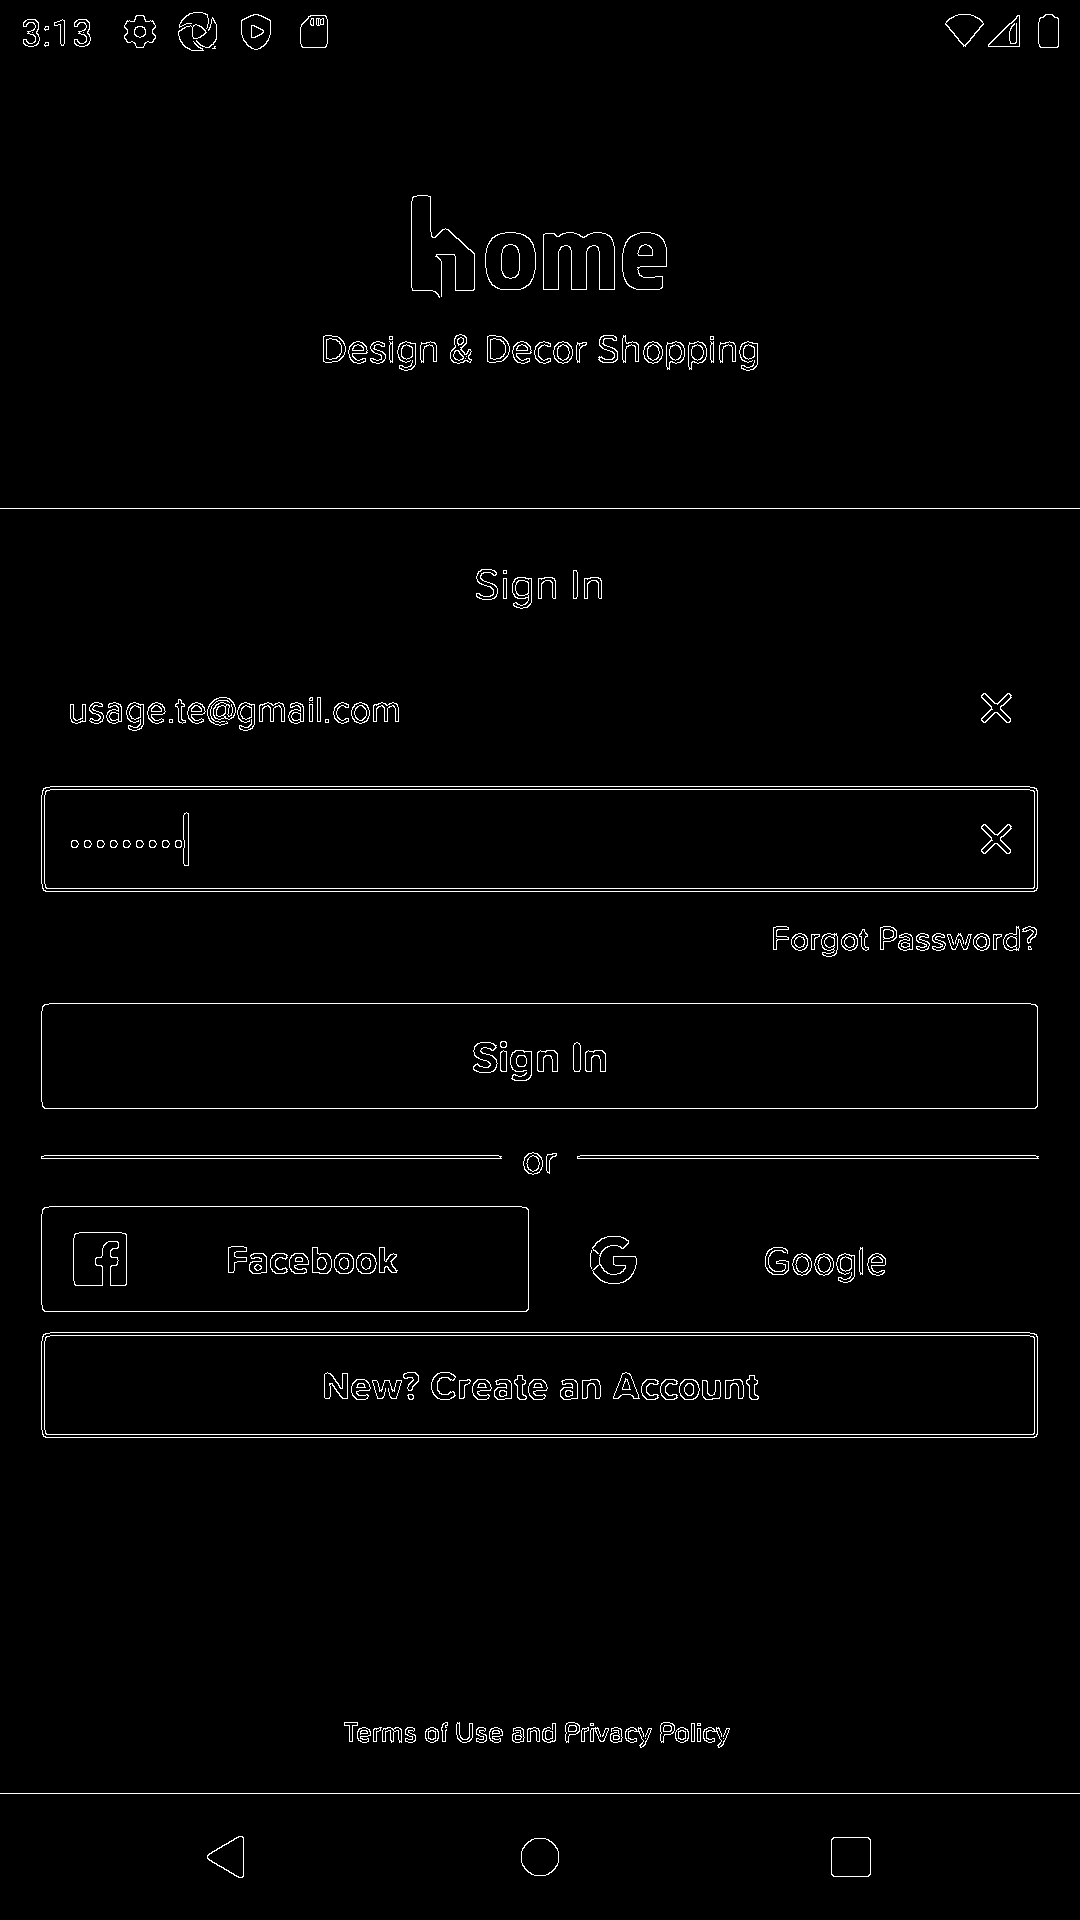 3:13
home
Design & Decor Shopping
Sign In
usage.te@gmail.com
Forgot Password?
Sign In
or
Facebook
Google
New? Create an Account
Terms of Use and Privacy Policy